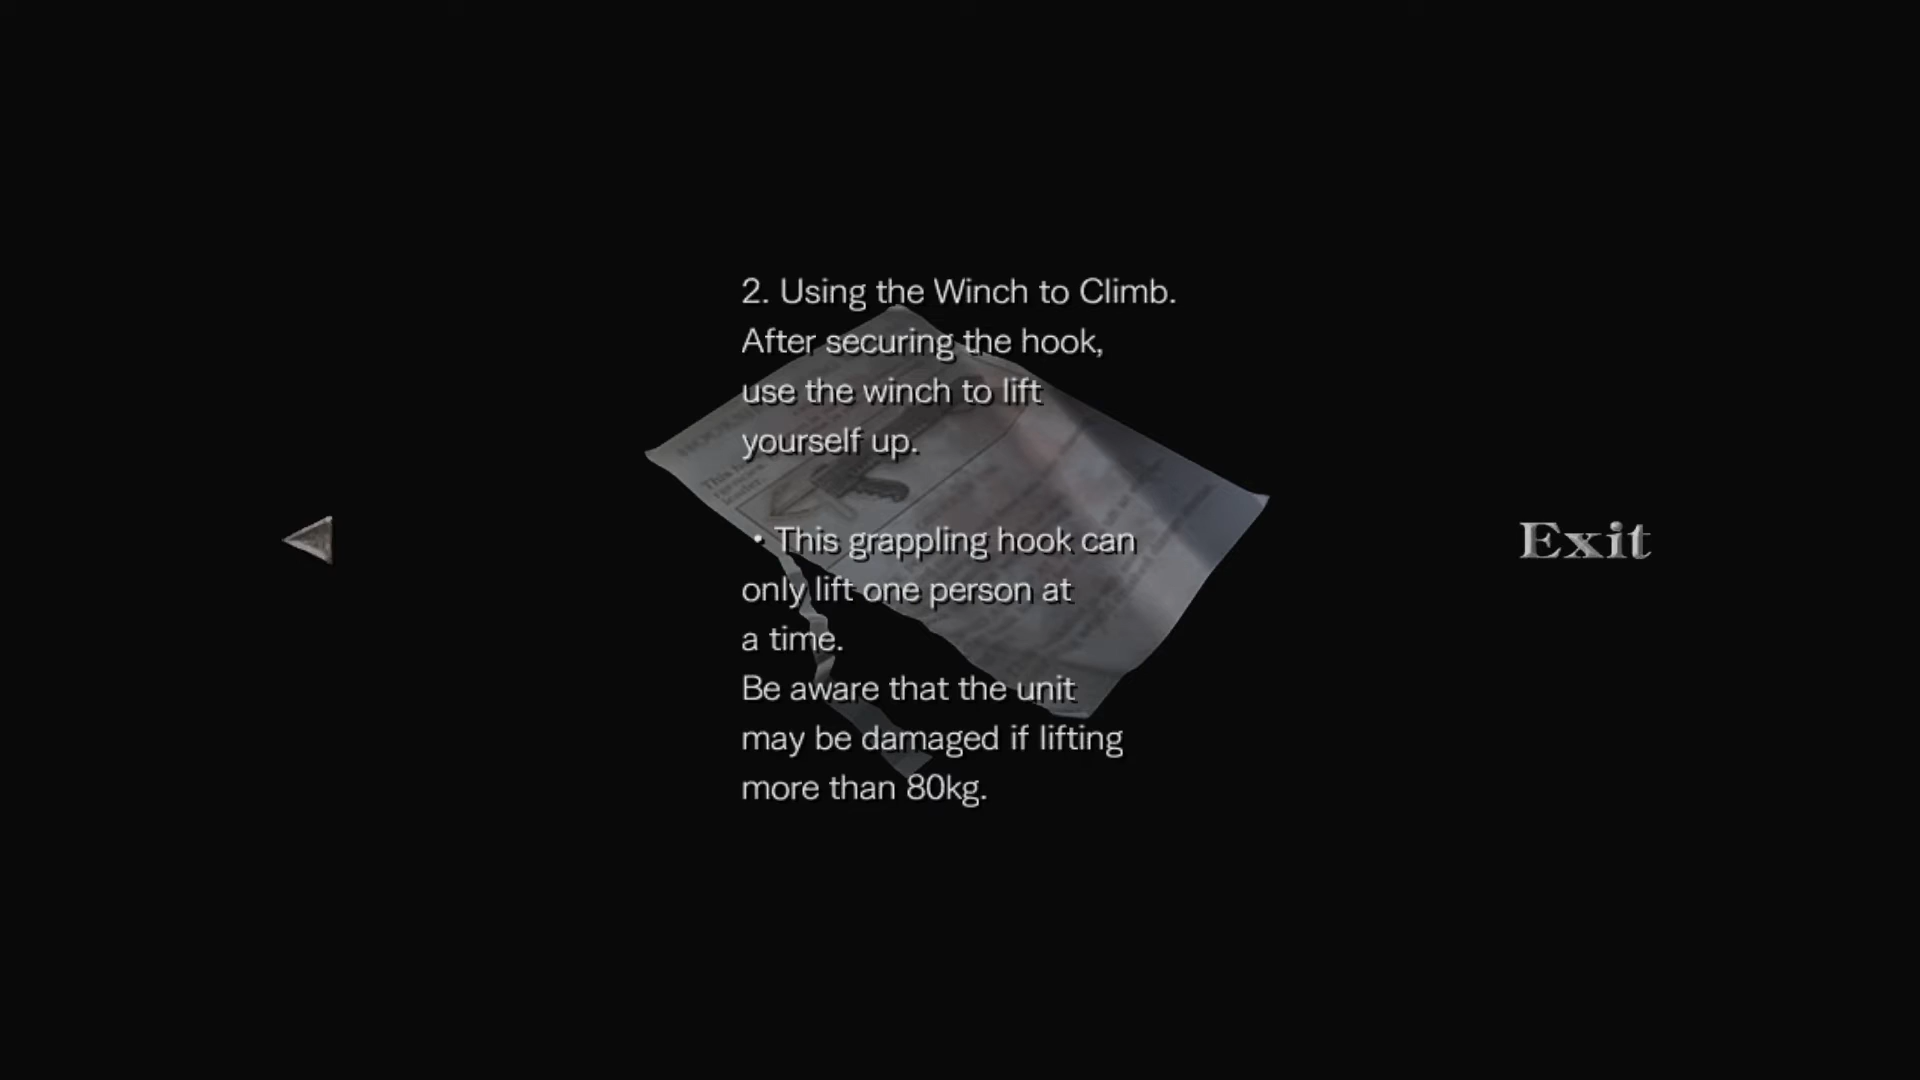 2. Using the Winch to Climb.
After securing the hook,
use the winch to lift
yourself up.
• This grappling hook can
only lift one person at
a time.
Be aware that the unit
may be damaged if lifting
more than 80kg.
Exit